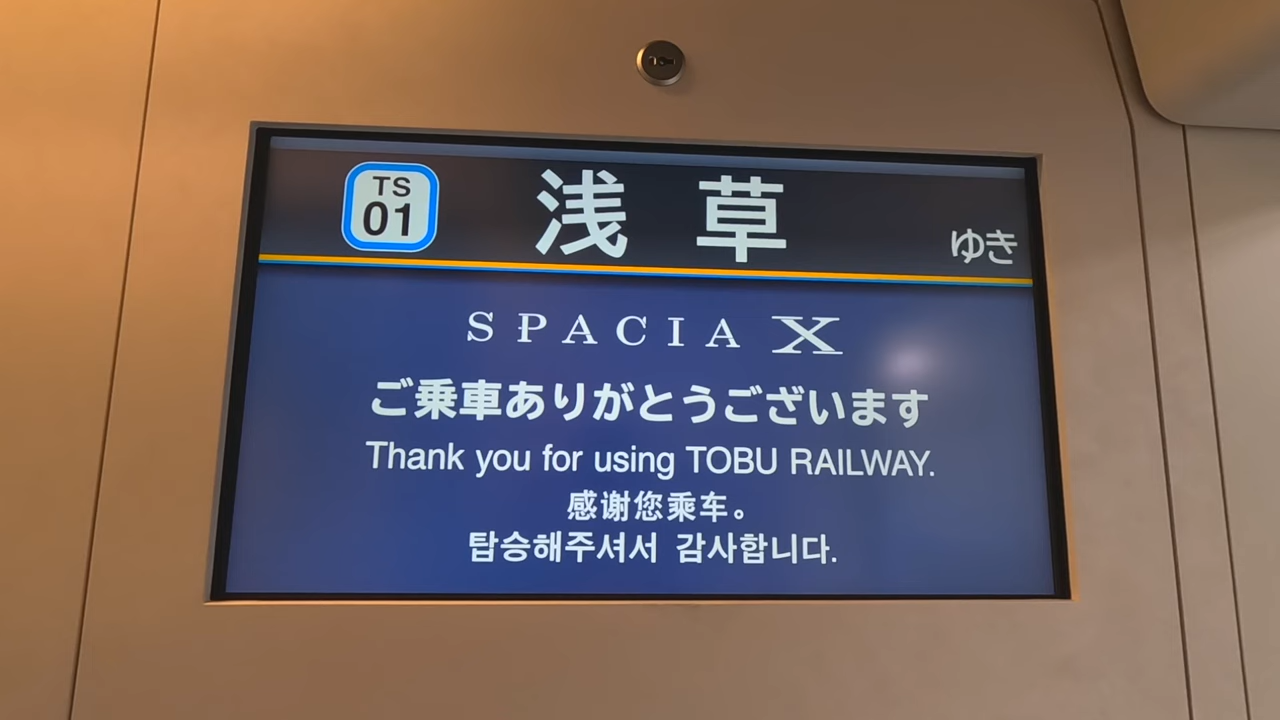 TS
01
浅草 ゆき
SPACIA X
ご乗車ありがとうございます
Thank you for using TOBU RAILWAY.
感谢您乘车。
탑승해주셔서 감사합니다.